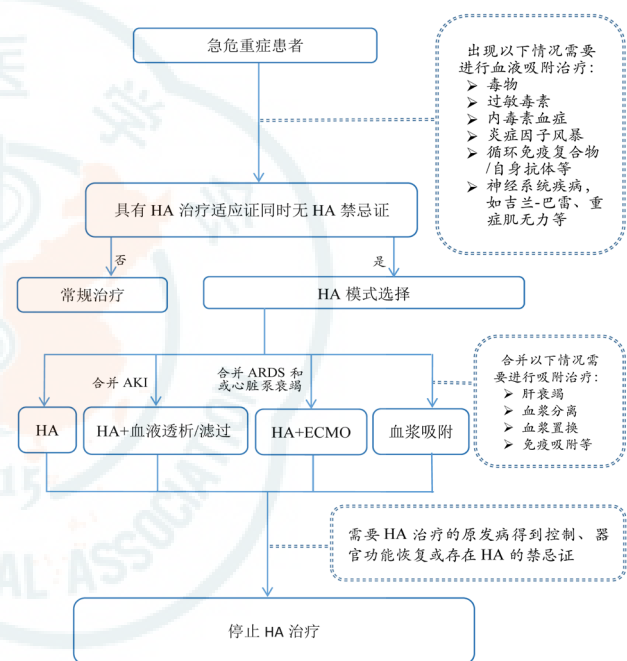 急危重症患者
出现以下情况需要
进行血液吸附治疗:
➤ 毒物
➤ 过敏毒素
➤ 内毒素血症
➤ 炎症因子风暴
➤ 循环免疫复合物
/自身抗体等
➤ 神经系统疾病,
如吉兰-巴雷、重
症肌无力等
具有 HA 治疗适应证同时无 HA 禁忌证
否
是
常规治疗
HA 模式选择
合并 AKI
合并 ARDS 和
或心脏泵衰竭
合并以下情况需
要进行吸附治疗:
➤ 肝衰竭
➤ 血浆分离
➤ 血浆置换
➤ 免疫吸附等
HA
HA+血液透析/滤过
HA+ECMO
血浆吸附
需要 HA 治疗的原发病得到控制、器
官功能恢复或存在 HA 的禁忌证
停止 HA 治疗
15
AL ASSOCIATION